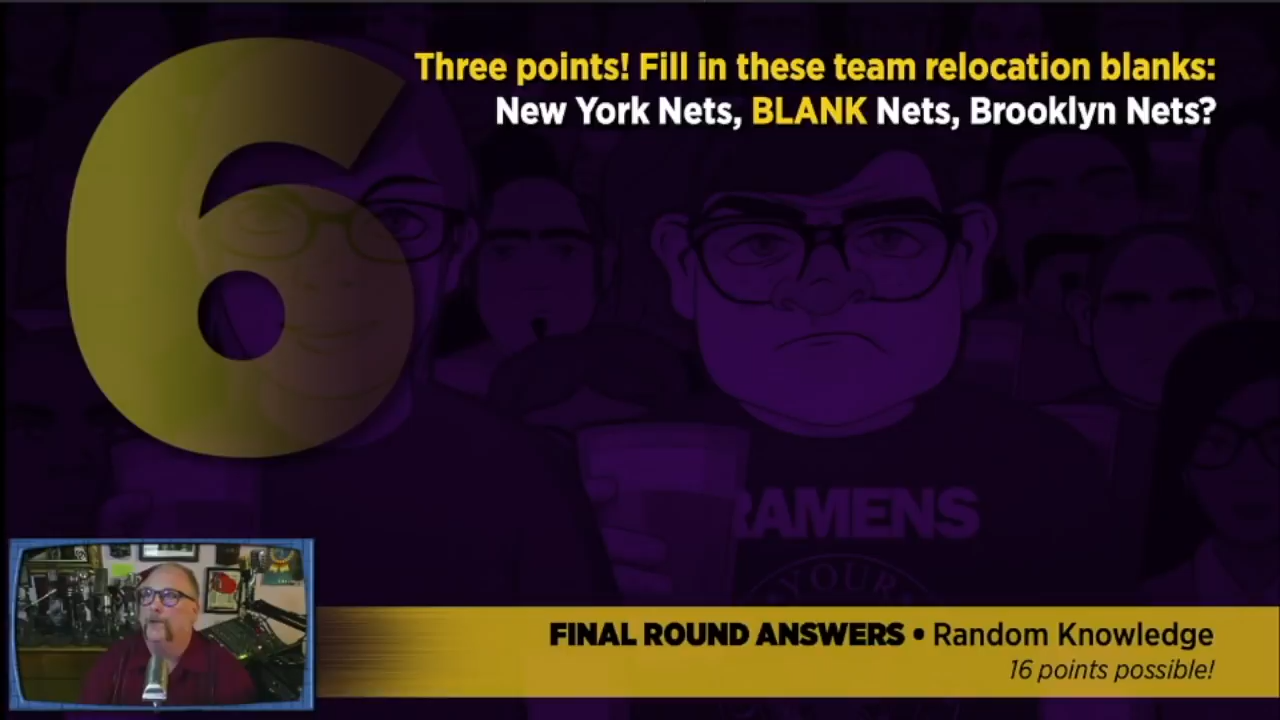 6
Three points! Fill in these team relocation blanks:
New York Nets, BLANK Nets, Brooklyn Nets?
RAMENS
YOUR
FINAL ROUND ANSWERS • Random Knowledge
16 points possible!